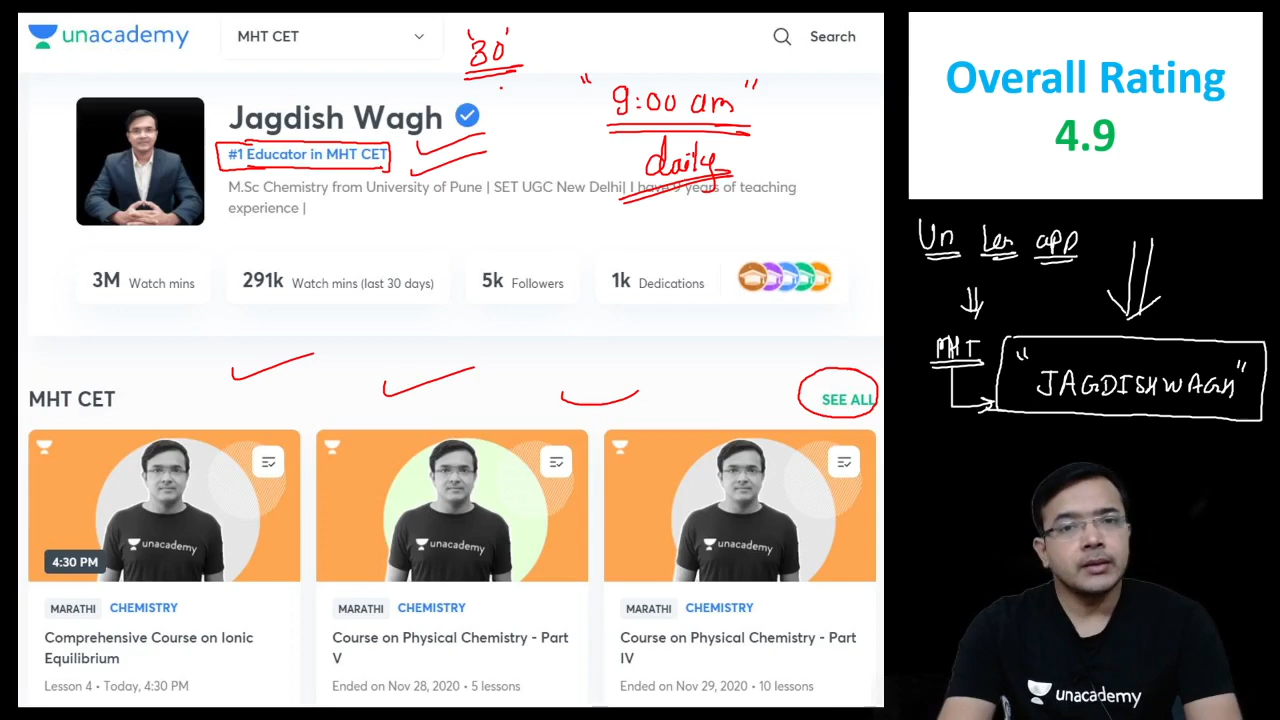 unacademy
MHT CET
Search
'30'
" 9:00 am "
daily
Jagdish Wagh
#1 Educator in MHT CET
M.Sc Chemistry from University of Pune | SET UGC New Delhi| I have 9 years of teaching
experience |
3M Watch mins
291k Watch mins (last 30 days)
5k Followers
1k Dedications
MHT CET
SEE ALL
unacademy
4:30 PM
MARATHI CHEMISTRY
Comprehensive Course on Ionic
Equilibrium
Lesson 4 • Today, 4:30 PM
unacademy
MARATHI CHEMISTRY
Course on Physical Chemistry - Part
V
Ended on Nov 28, 2020 • 5 lessons
unacademy
MARATHI CHEMISTRY
Course on Physical Chemistry - Part
IV
Ended on Nov 29, 2020 • 10 lessons
Overall Rating
4.9
Un Ler app
MHT
" JAGDISHWAGH "
unacademy